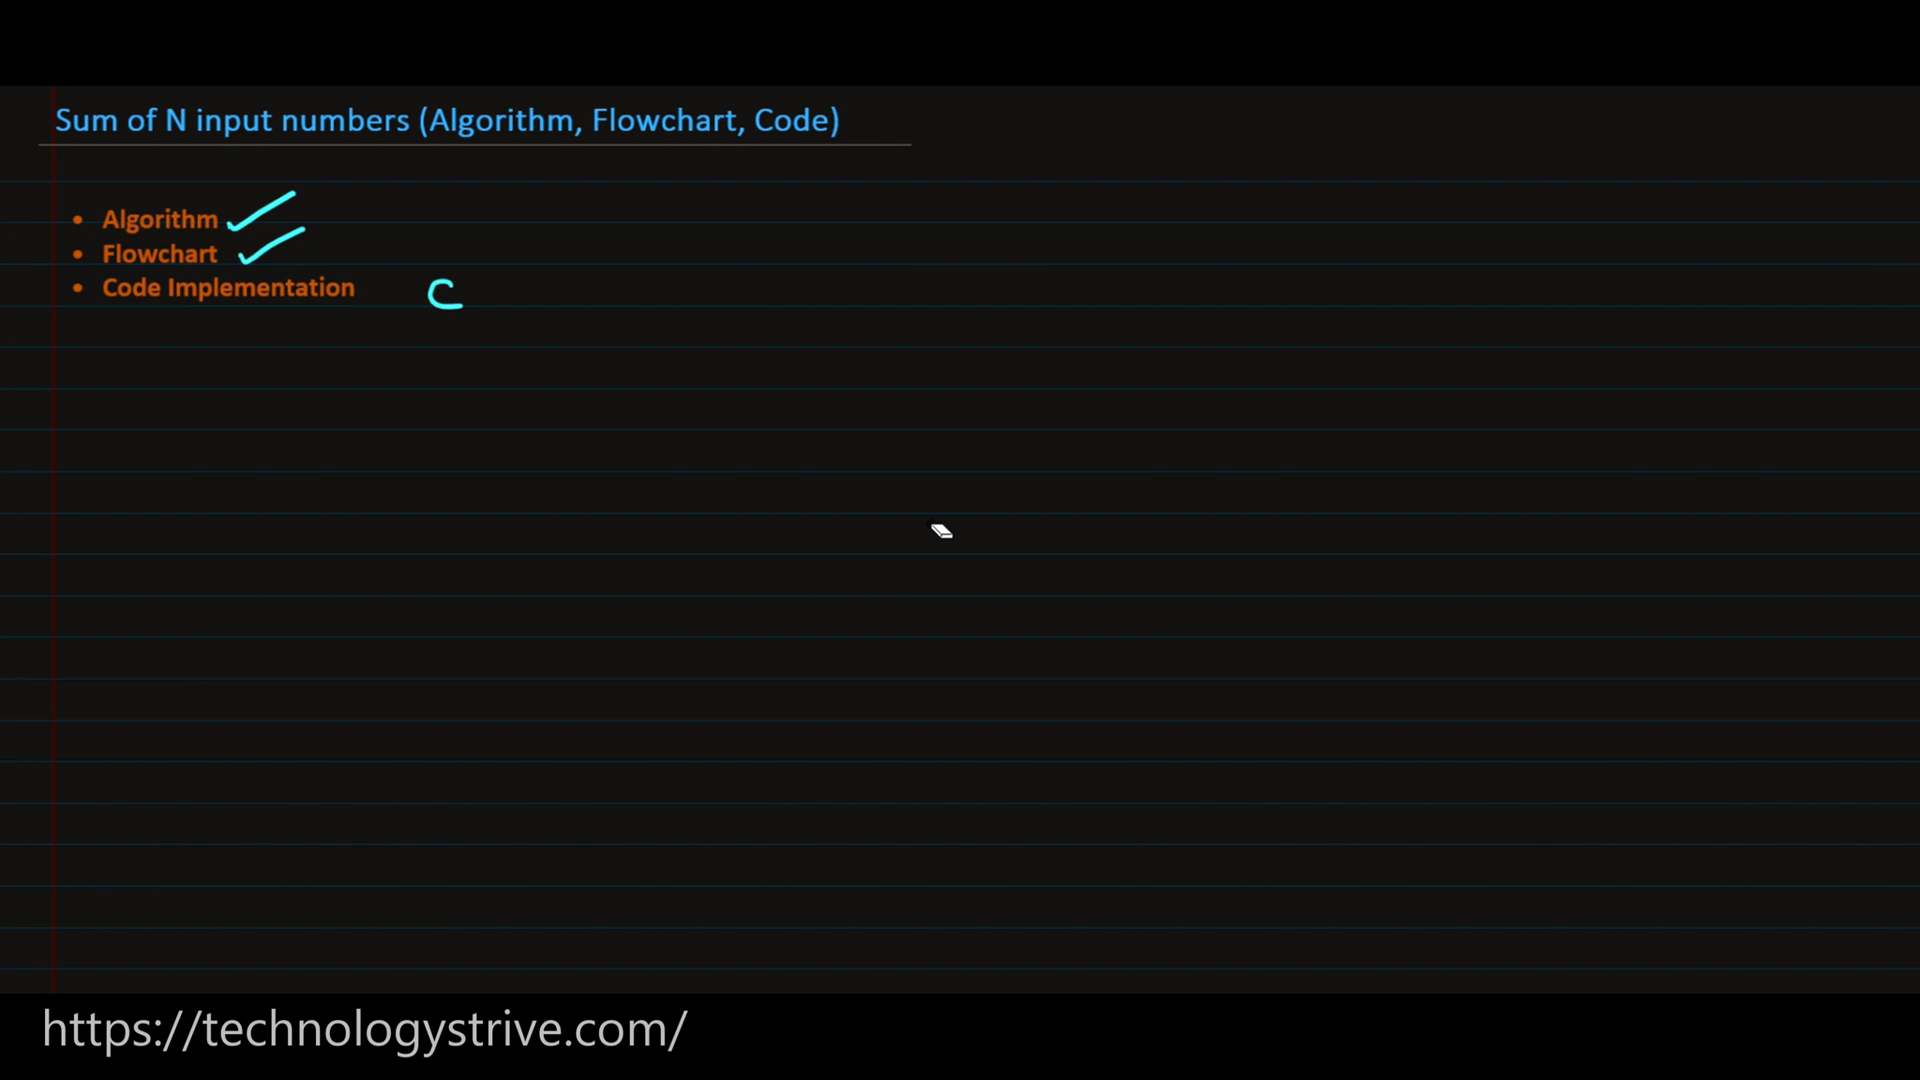 Sum of N input numbers (Algorithm, Flowchart, Code)
• Algorithm
• Flowchart
• Code Implementation C
https://technologystrive.com/